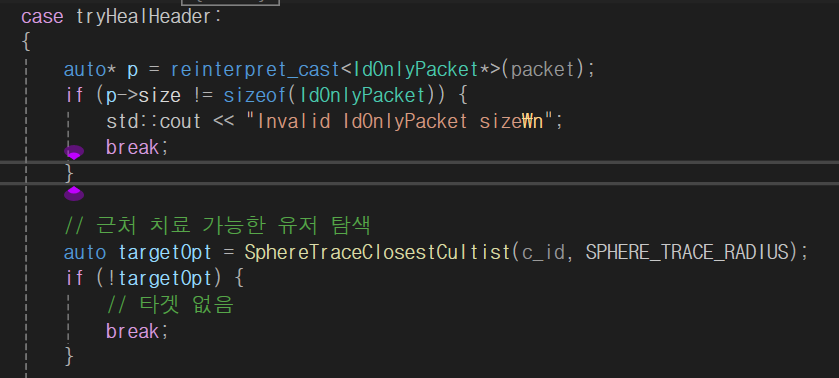 case tryHealHeader:
{
auto* p = reinterpret_cast<IdOnlyPacket*>(packet);
if (p->size != sizeof(IdOnlyPacket)) {
std::cout << "Invalid IdOnlyPacket size₩n";
break;
}
// 근처 치료 가능한 유저 탐색
auto targetOpt = SphereTraceClosestCultist(c_id, SPHERE_TRACE_RADIUS);
if (!targetOpt) {
// 타겟 없음
break;
}